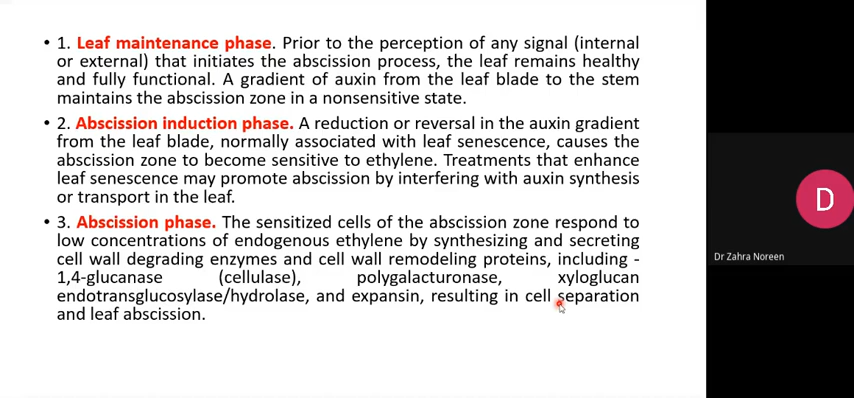 • 1. Leaf maintenance phase. Prior to the perception of any signal (internal
or external) that initiates the abscission process, the leaf remains healthy
and fully functional. A gradient of auxin from the leaf blade to the stem
maintains the abscission zone in a nonsensitive state.
• 2. Abscission induction phase. A reduction or reversal in the auxin gradient
from the leaf blade, normally associated with leaf senescence, causes the
abscission zone to become sensitive to ethylene. Treatments that enhance
leaf senescence may promote abscission by interfering with auxin synthesis
or transport in the leaf.
• 3. Abscission phase. The sensitized cells of the abscission zone respond to
low concentrations of endogenous ethylene by synthesizing and secreting
cell wall degrading enzymes and cell wall remodeling proteins, including -
1,4-glucanase (cellulase), polygalacturonase, xyloglucan
endotransglucosylase/hydrolase, and expansin, resulting in cell separation
and leaf abscission.
D
Dr Zahra Noreen